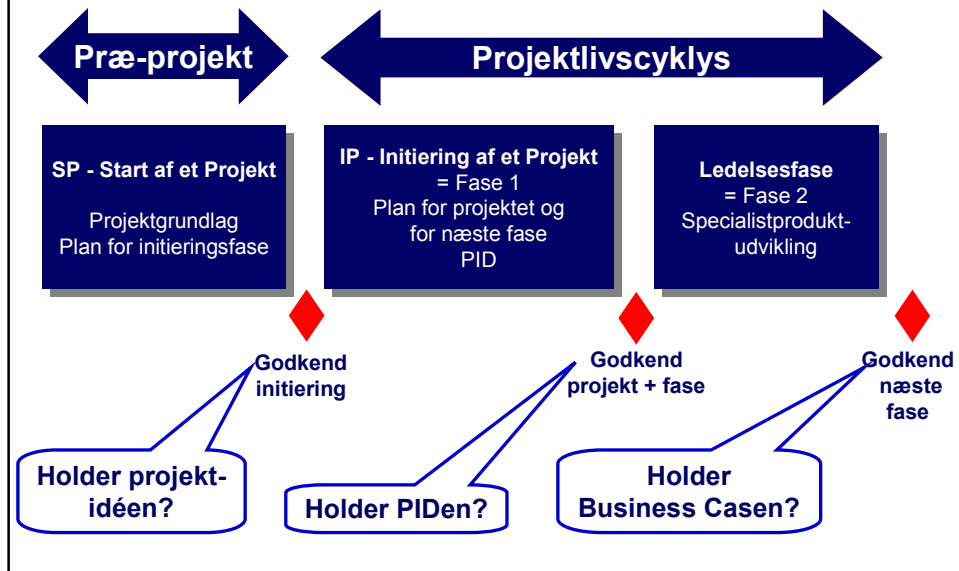 Præ-projekt
Projektlivscyklys
SP - Start af et Projekt
Projektgrundlag
Plan for initieringsfase
IP - Initiering af et Projekt
= Fase 1
Plan for projektet og
for næste fase
PID
Ledelsesfase
= Fase 2
Specialistprodukt-
udvikling
Godkend
initiering
Godkend
projekt + fase
Godkend
næste
fase
Holder projekt-
idéen?
Holder PIDen?
Holder
Business Casen?